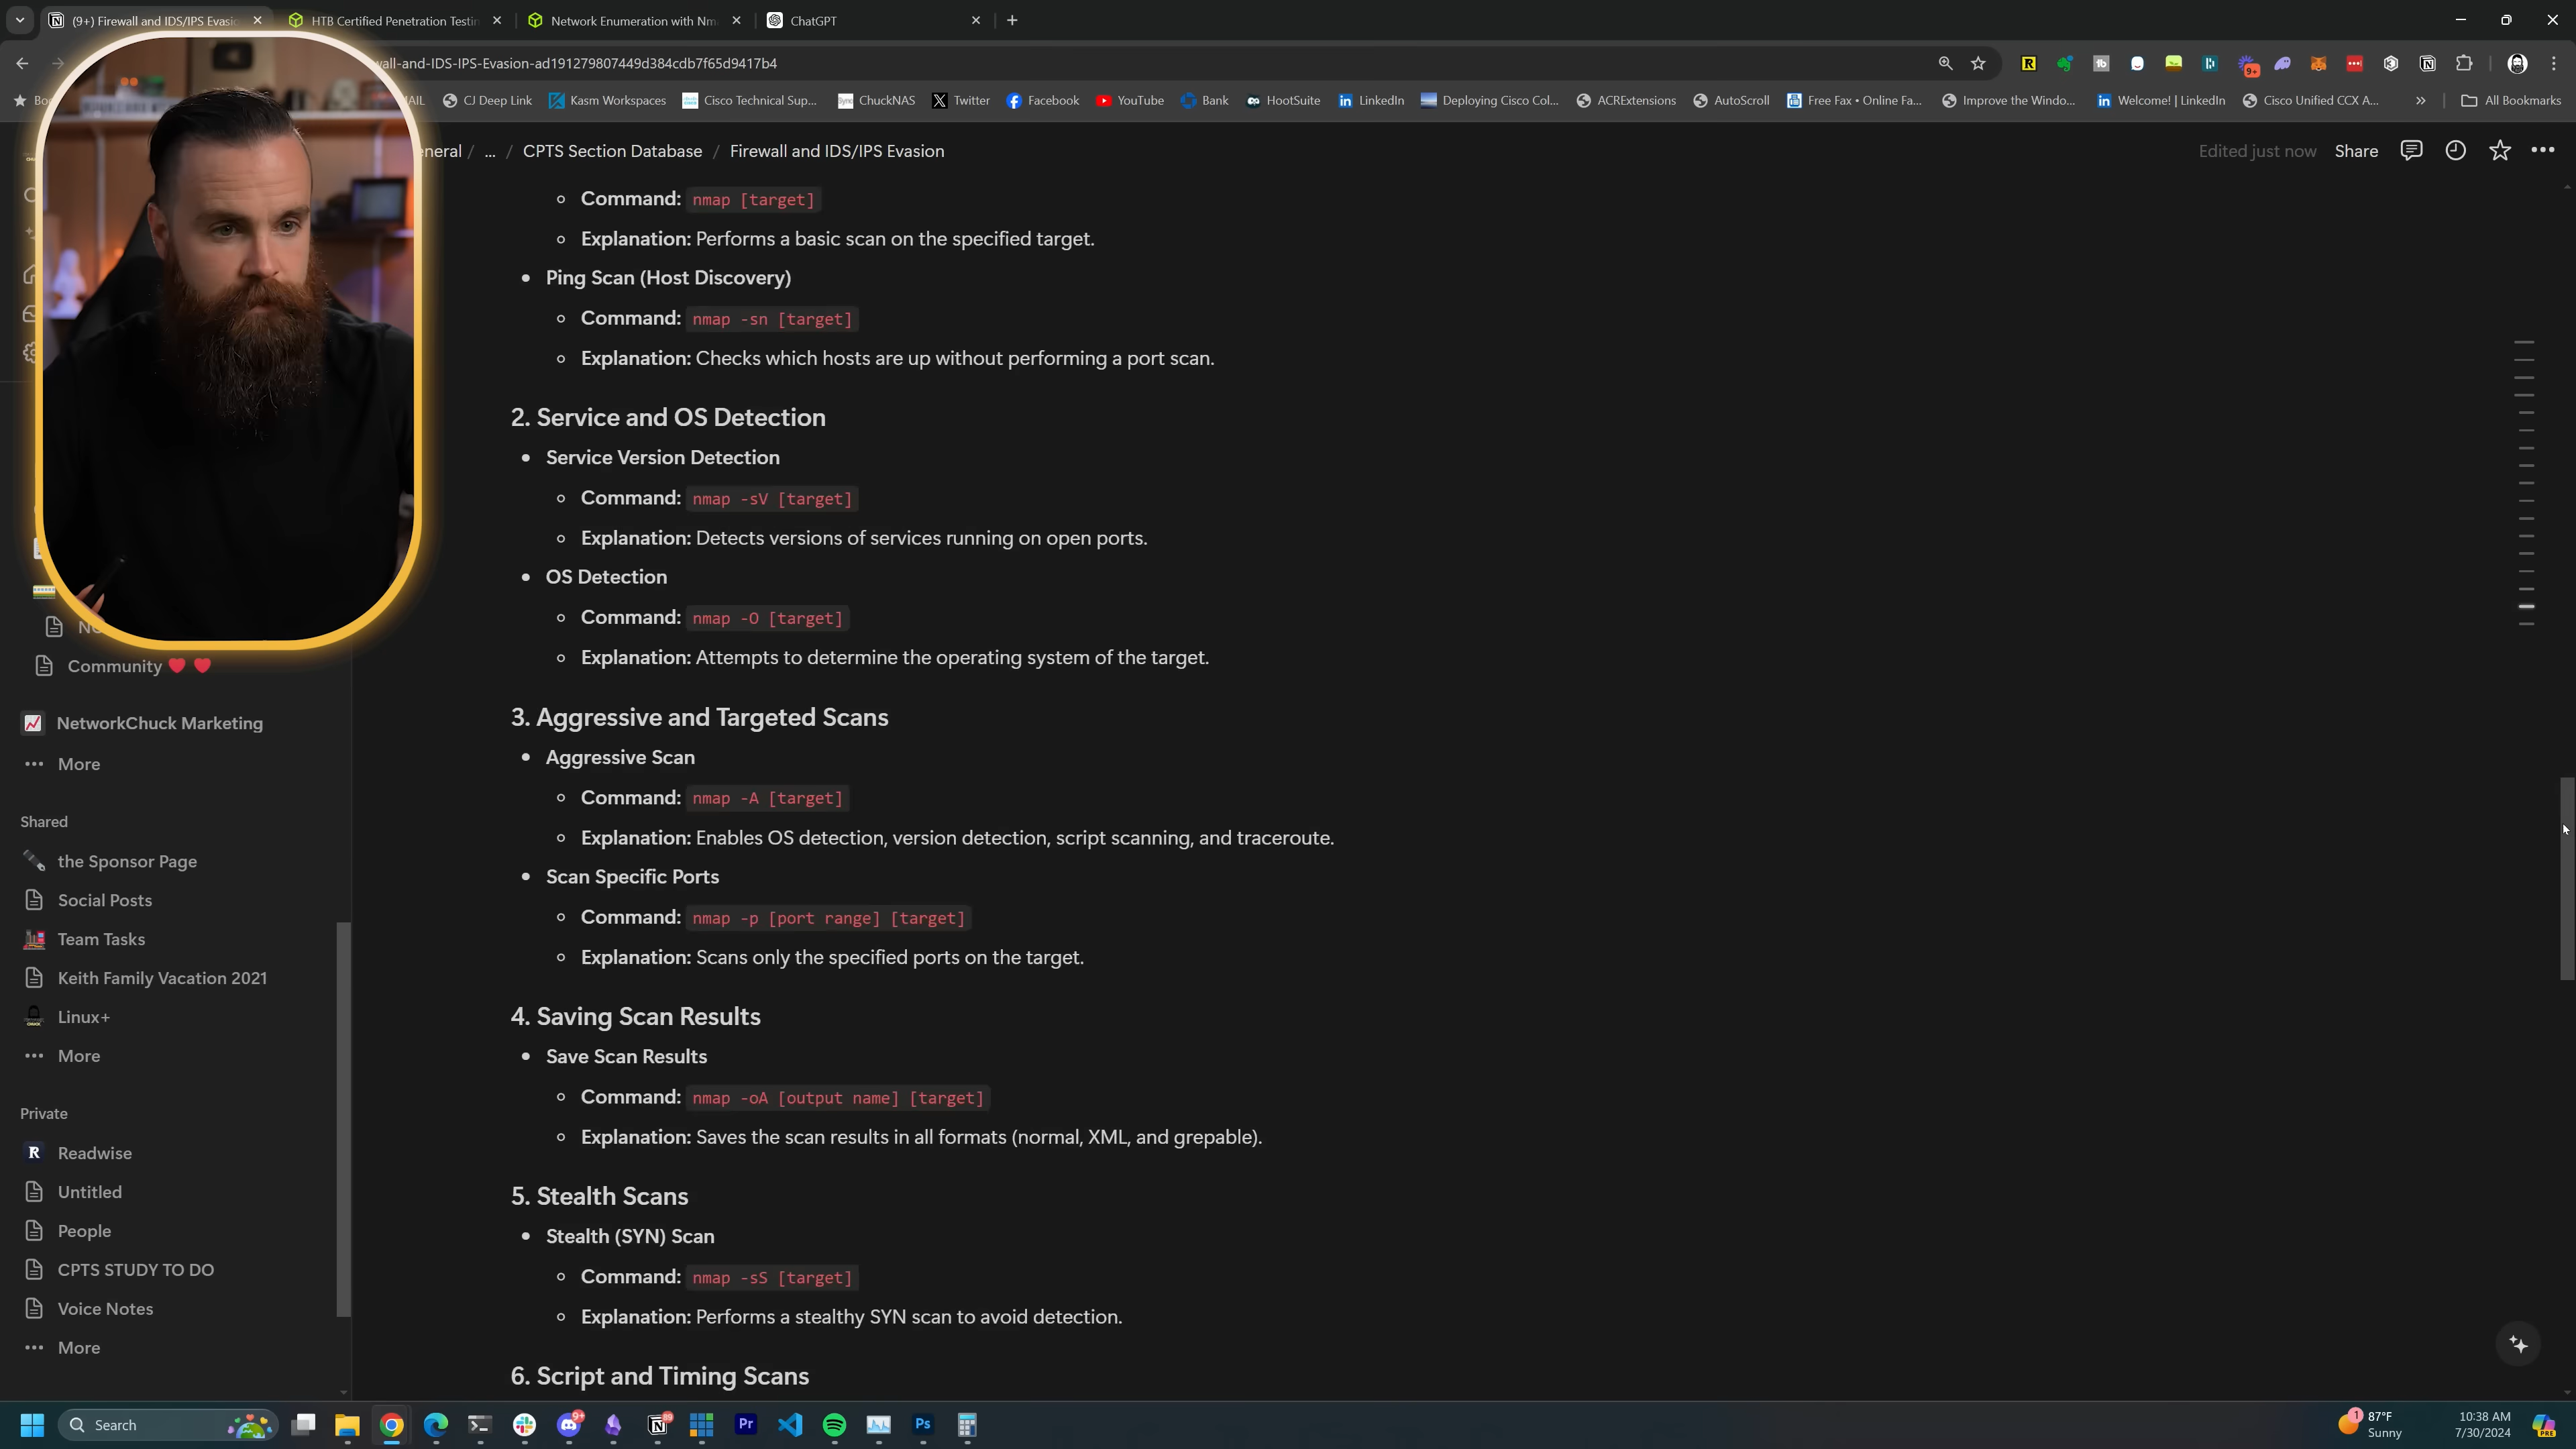 (9+) Firewall and IDS/IPS Evasio
HTB Certified Penetration Testin
Network Enumeration with Nm
ChatGPT
wall-and-IDS-IPS-Evasion-ad191279807449d384cdb7f65d9417b4
CJ Deep Link
Kasm Workspaces
Cisco Technical Sup...
ChuckNAS
Twitter
Facebook
YouTube
Bank
HootSuite
LinkedIn
Deploying Cisco Col...
ACRExtensions
AutoScroll
Free Fax • Online Fa...
Improve the Windo...
Welcome! | LinkedIn
Cisco Unified CCX A...
All Bookmarks
eneral / ... / CPTS Section Database / Firewall and IDS/IPS Evasion
Edited just now
Share
Command: nmap [target]
Explanation: Performs a basic scan on the specified target.
Ping Scan (Host Discovery)
Command: nmap -sn [target]
Explanation: Checks which hosts are up without performing a port scan.
2. Service and OS Detection
Service Version Detection
Command: nmap -sV [target]
Explanation: Detects versions of services running on open ports.
OS Detection
Command: nmap -O [target]
Explanation: Attempts to determine the operating system of the target.
3. Aggressive and Targeted Scans
Aggressive Scan
Command: nmap -A [target]
Explanation: Enables OS detection, version detection, script scanning, and traceroute.
Scan Specific Ports
Command: nmap -p [port range] [target]
Explanation: Scans only the specified ports on the target.
4. Saving Scan Results
Save Scan Results
Command: nmap -oA [output name] [target]
Explanation: Saves the scan results in all formats (normal, XML, and grepable).
5. Stealth Scans
Stealth (SYN) Scan
Command: nmap -sS [target]
Explanation: Performs a stealthy SYN scan to avoid detection.
6. Script and Timing Scans
Community
NetworkChuck Marketing
More
Shared
the Sponsor Page
Social Posts
Team Tasks
Keith Family Vacation 2021
Linux+
More
Private
Readwise
Untitled
People
CPTS STUDY TO DO
Voice Notes
More
Search
87°F
Sunny
10:38 AM
7/30/2024